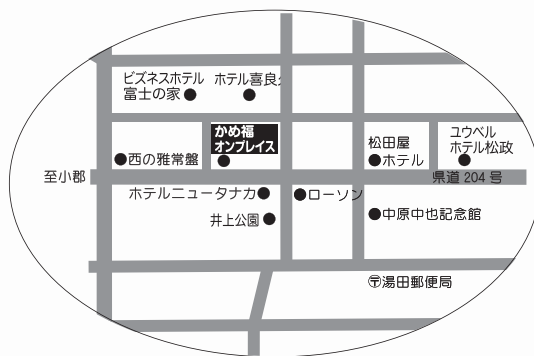 ビズネスホテル
富士の家
ホテル喜良
かめ福
オンプレイス
西の雅常盤
松田屋
ホテル
ユウベル
ホテル松政
至小郡
県道 204 号
ホテルニュータナカ
ローソン
井上公園
中原中也記念館
〶湯田郵便局